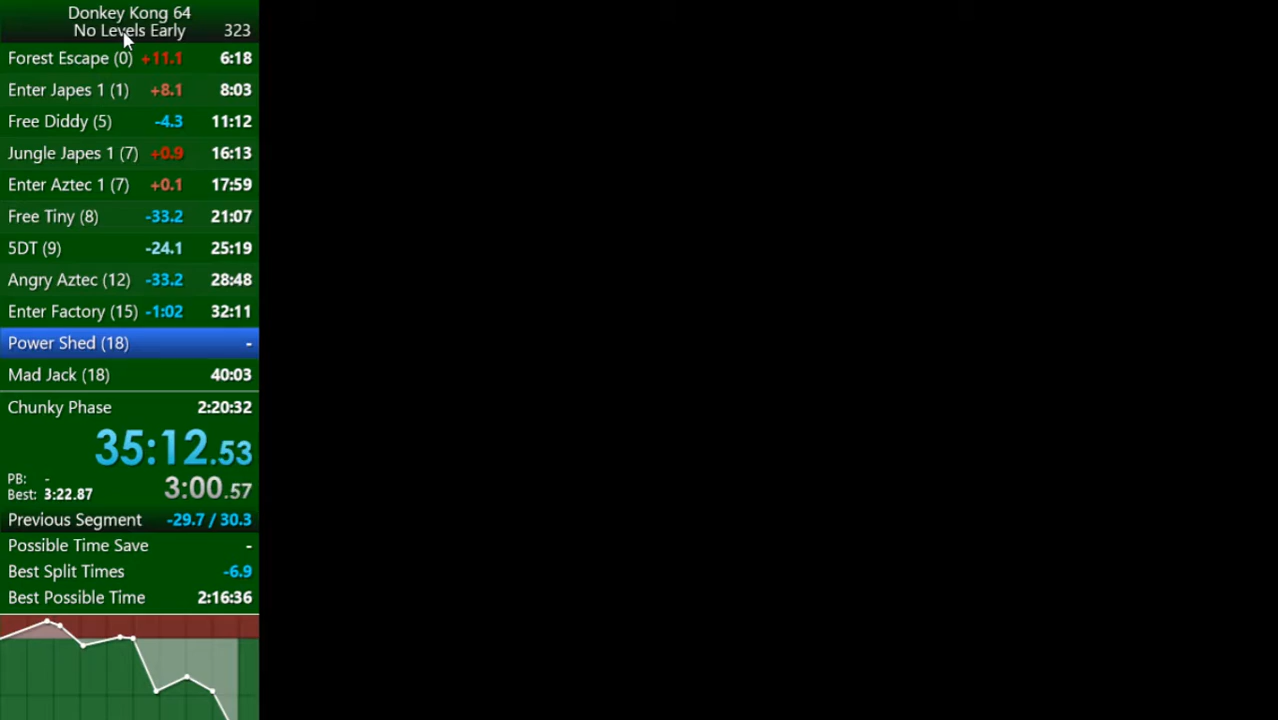 Donkey Kong 64
No Levels Early 323
Forest Escape (0) +11.1 6:18
Enter Japes 1 (1) +8.1 8:03
Free Diddy (5) -4.3 11:12
Jungle Japes 1 (7) +0.9 16:13
Enter Aztec 1 (7) +0.1 17:59
Free Tiny (8) -33.2 21:07
5DT (9) -24.1 25:19
Angry Aztec (12) -33.2 28:48
Enter Factory (15) -1:02 32:11
Power Shed (18) -
Mad Jack (18) 40:03
Chunky Phase 2:20:32
35:12.53
PB: -
Best: 3:22.87 3:00.57
Previous Segment -29.7 / 30.3
Possible Time Save -
Best Split Times -6.9
Best Possible Time 2:16:36